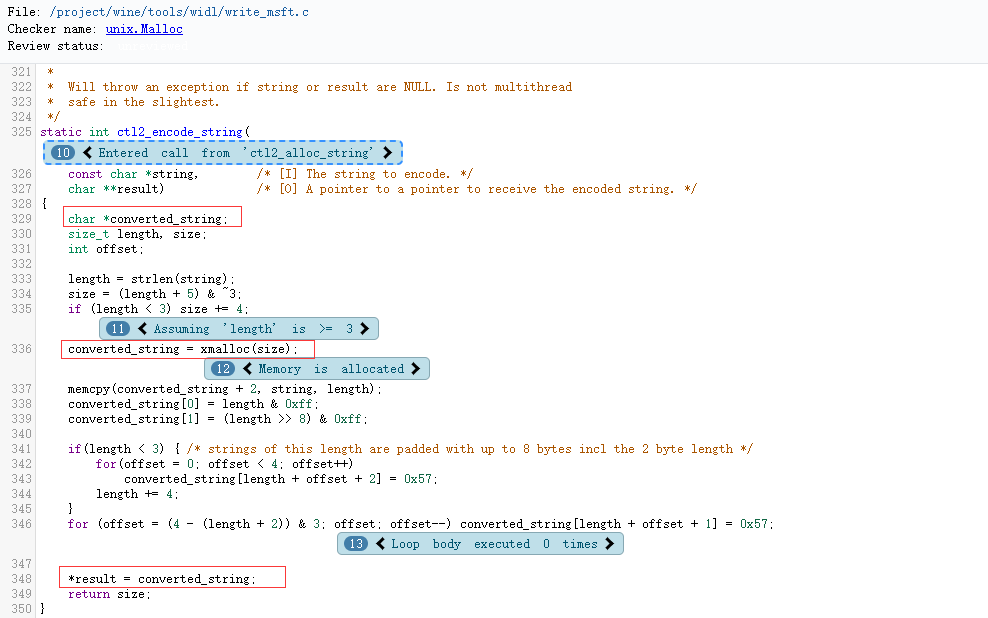 File: /project/wine/tools/widl/write_msft.c
Checker name: unix.Malloc
Review status:
321 *
322 * Will throw an exception if string or result are NULL. Is not multithread
323 * safe in the slightest.
324 */
325 static int ctl2_encode_string(
10 Entered call from 'ctl2_alloc_string'
326 const char *string, /* [I] The string to encode. */
327 char **result) /* [O] A pointer to a pointer to receive the encoded string. */
328 {
329 char *converted_string;
330 size_t length, size;
331 int offset;
332
333 length = strlen(string);
334 size = (length + 5) & ~3;
335 if (length < 3) size += 4;
11 Assuming 'length' is >= 3
336 converted_string = xmalloc(size);
12 Memory is allocated
337 memcpy(converted_string + 2, string, length);
338 converted_string[0] = length & 0xff;
339 converted_string[1] = (length >> 8) & 0xff;
340
341 if(length < 3) { /* strings of this length are padded with up to 8 bytes incl the 2 byte length */
342 for(offset = 0; offset < 4; offset++)
343 converted_string[length + offset + 2] = 0x57;
344 length += 4;
345 }
346 for (offset = (4 - (length + 2)) & 3; offset; offset--) converted_string[length + offset + 1] = 0x57;
13 Loop body executed 0 times
347
348 *result = converted_string;
349 return size;
350 }